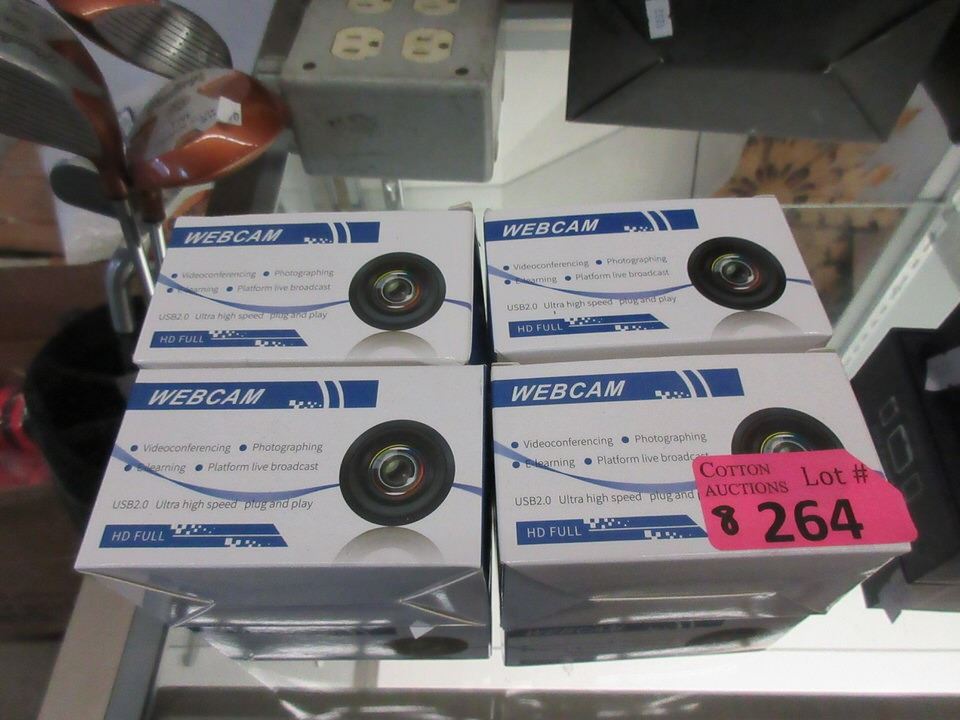 WEBCAM
Videoconferencing Photographing
E-learning Platform live broadcast
USB2.0 Ultra high speed plug and play
HD FULL
WEBCAM
Videoconferencing Photographing
E-learning Platform live broadcast
USB2.0 Ultra high speed plug and play
HD FULL
WEBCAM
Videoconferencing Photographing
E-learning Platform live broadcast
USB2.0 Ultra high speed plug and play
HD FULL
WEBCAM
Videoconferencing Photographing
E-learning Platform live broadcast
USB2.0 Ultra high speed plug and
HD FULL
COTTON
AUCTIONS Lot #
8 264